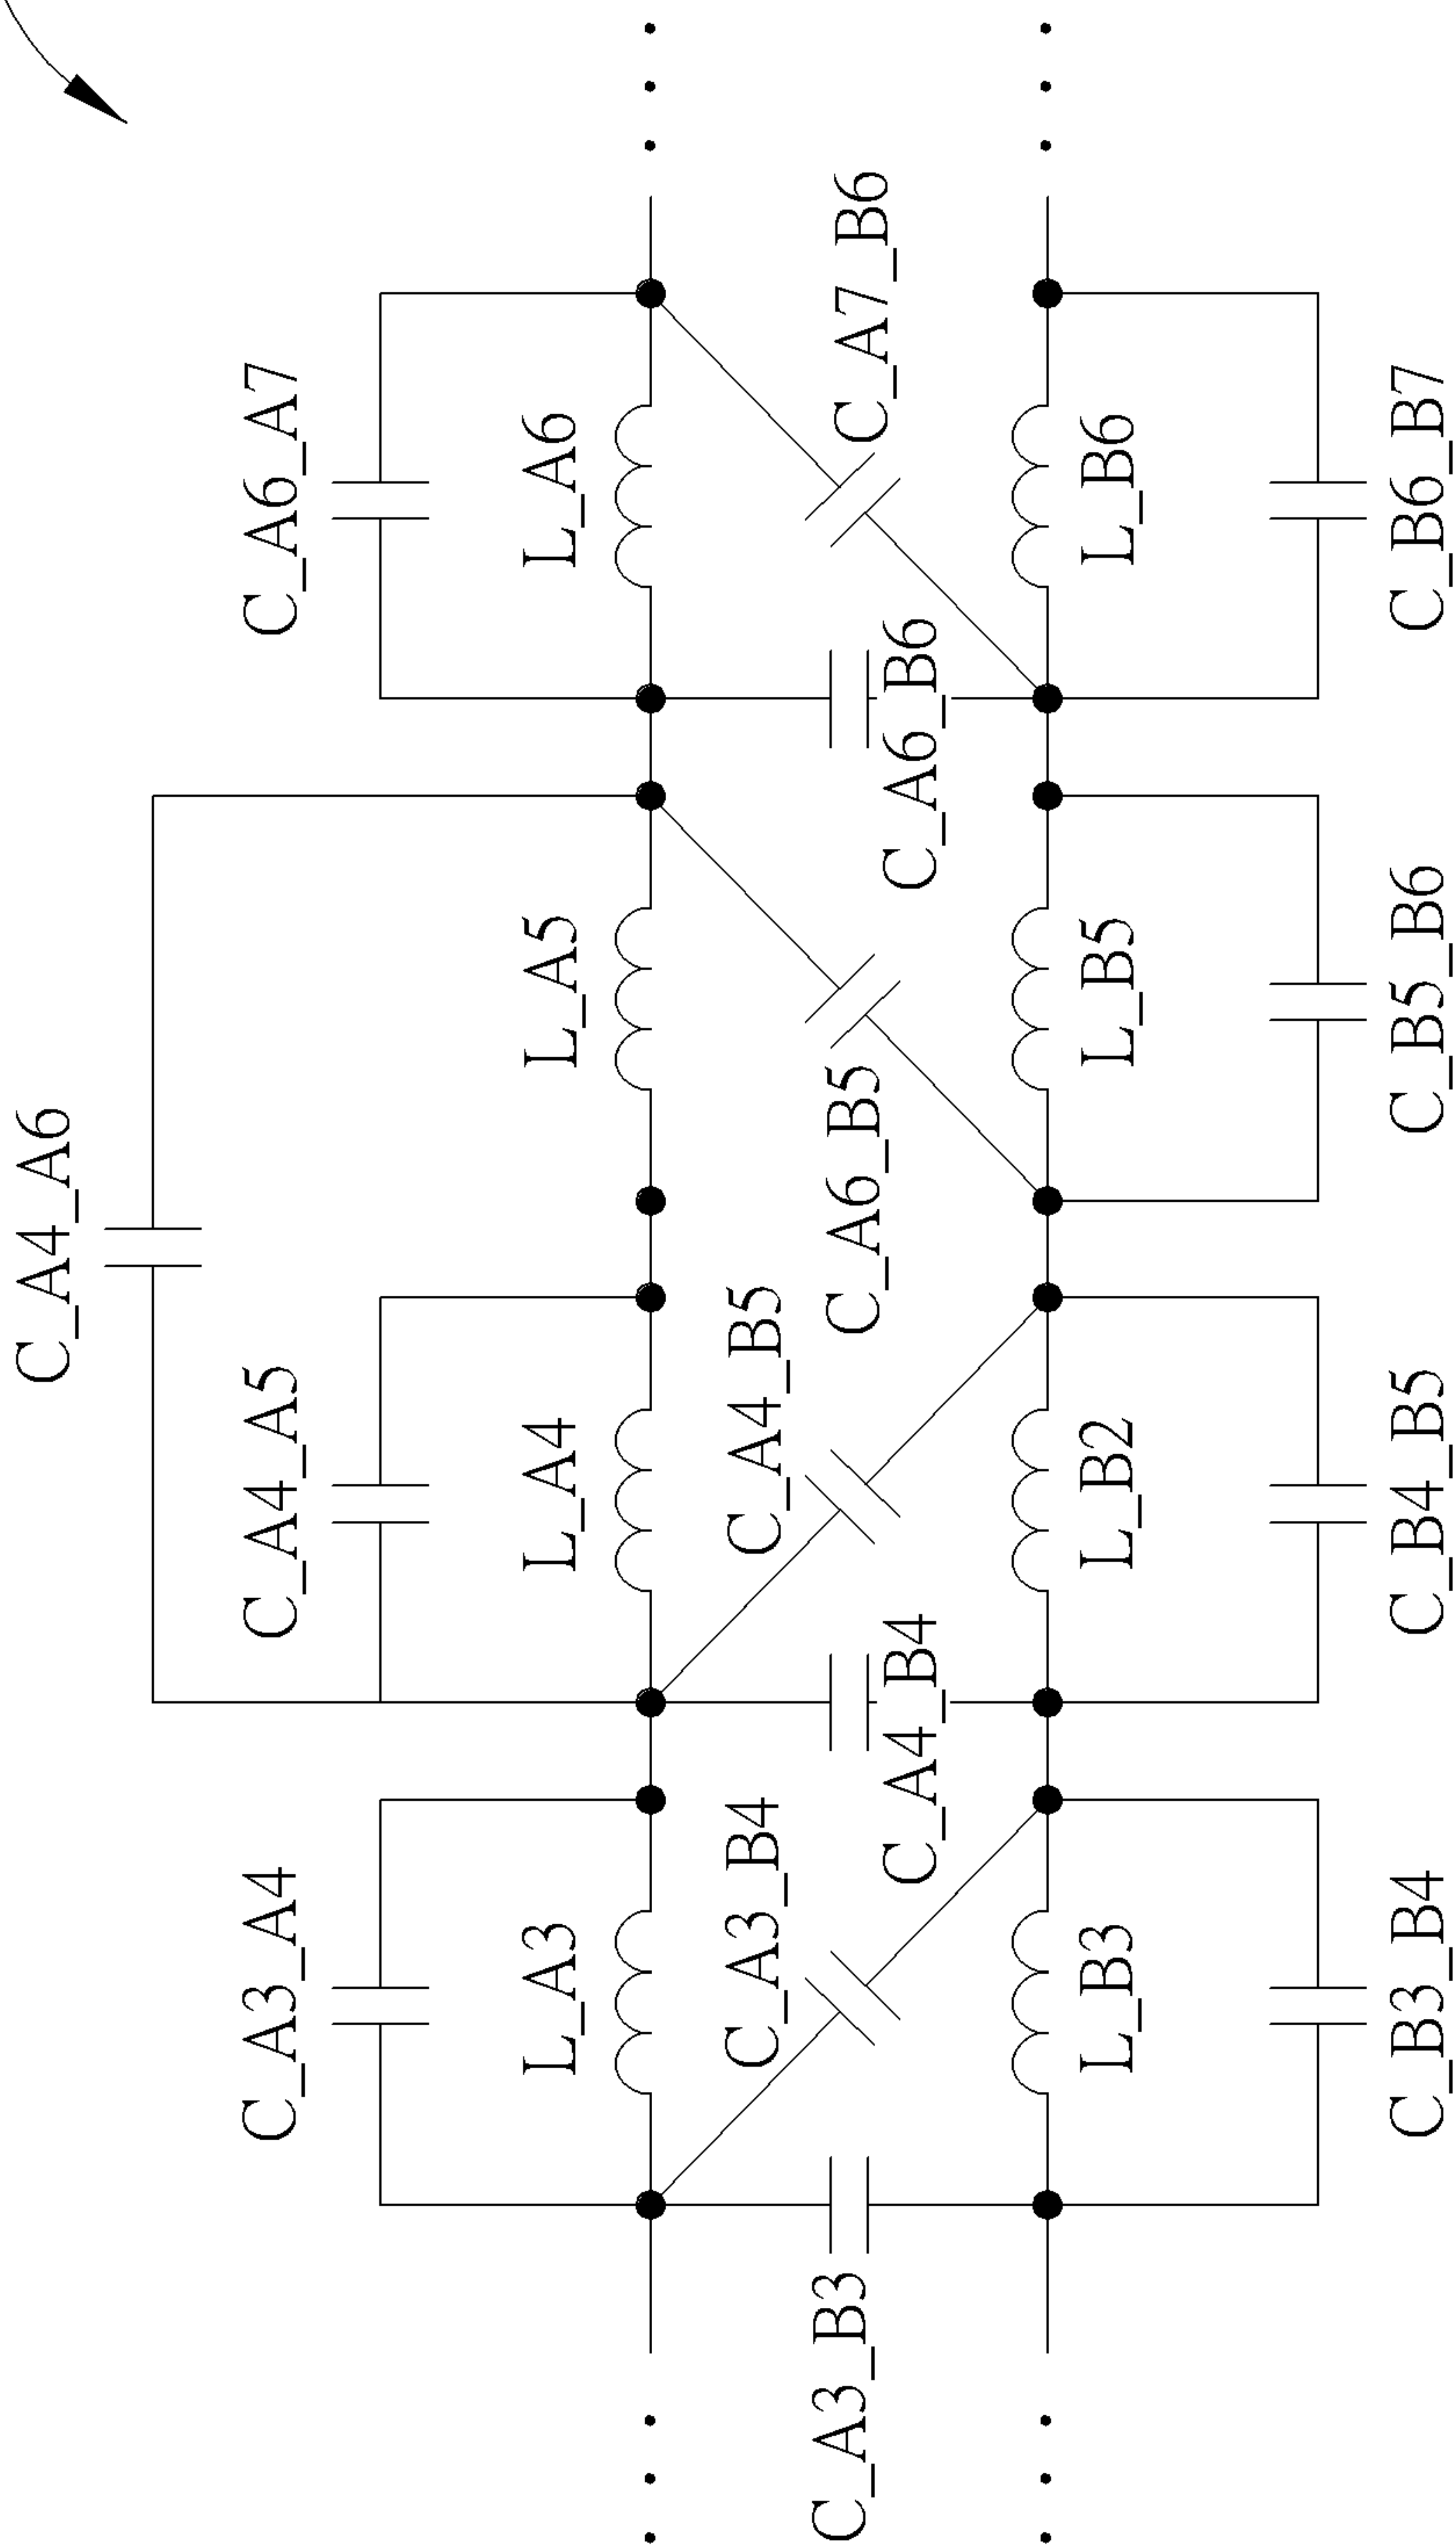 C_A4_A6
C_A3_A4
C_A4_A5
C_A6_A7
L_A3
L_A4
L_A5
L_A6
C_A3_B4
C_A4_B5
C_A3_B3
C_A6_B5
C_A7_B6
C_A4_B4
C_A6_B6
L_B3
L_B2
L_B5
L_B6
C_B3_B4
C_B4_B5
C_B5_B6
C_B6_B7